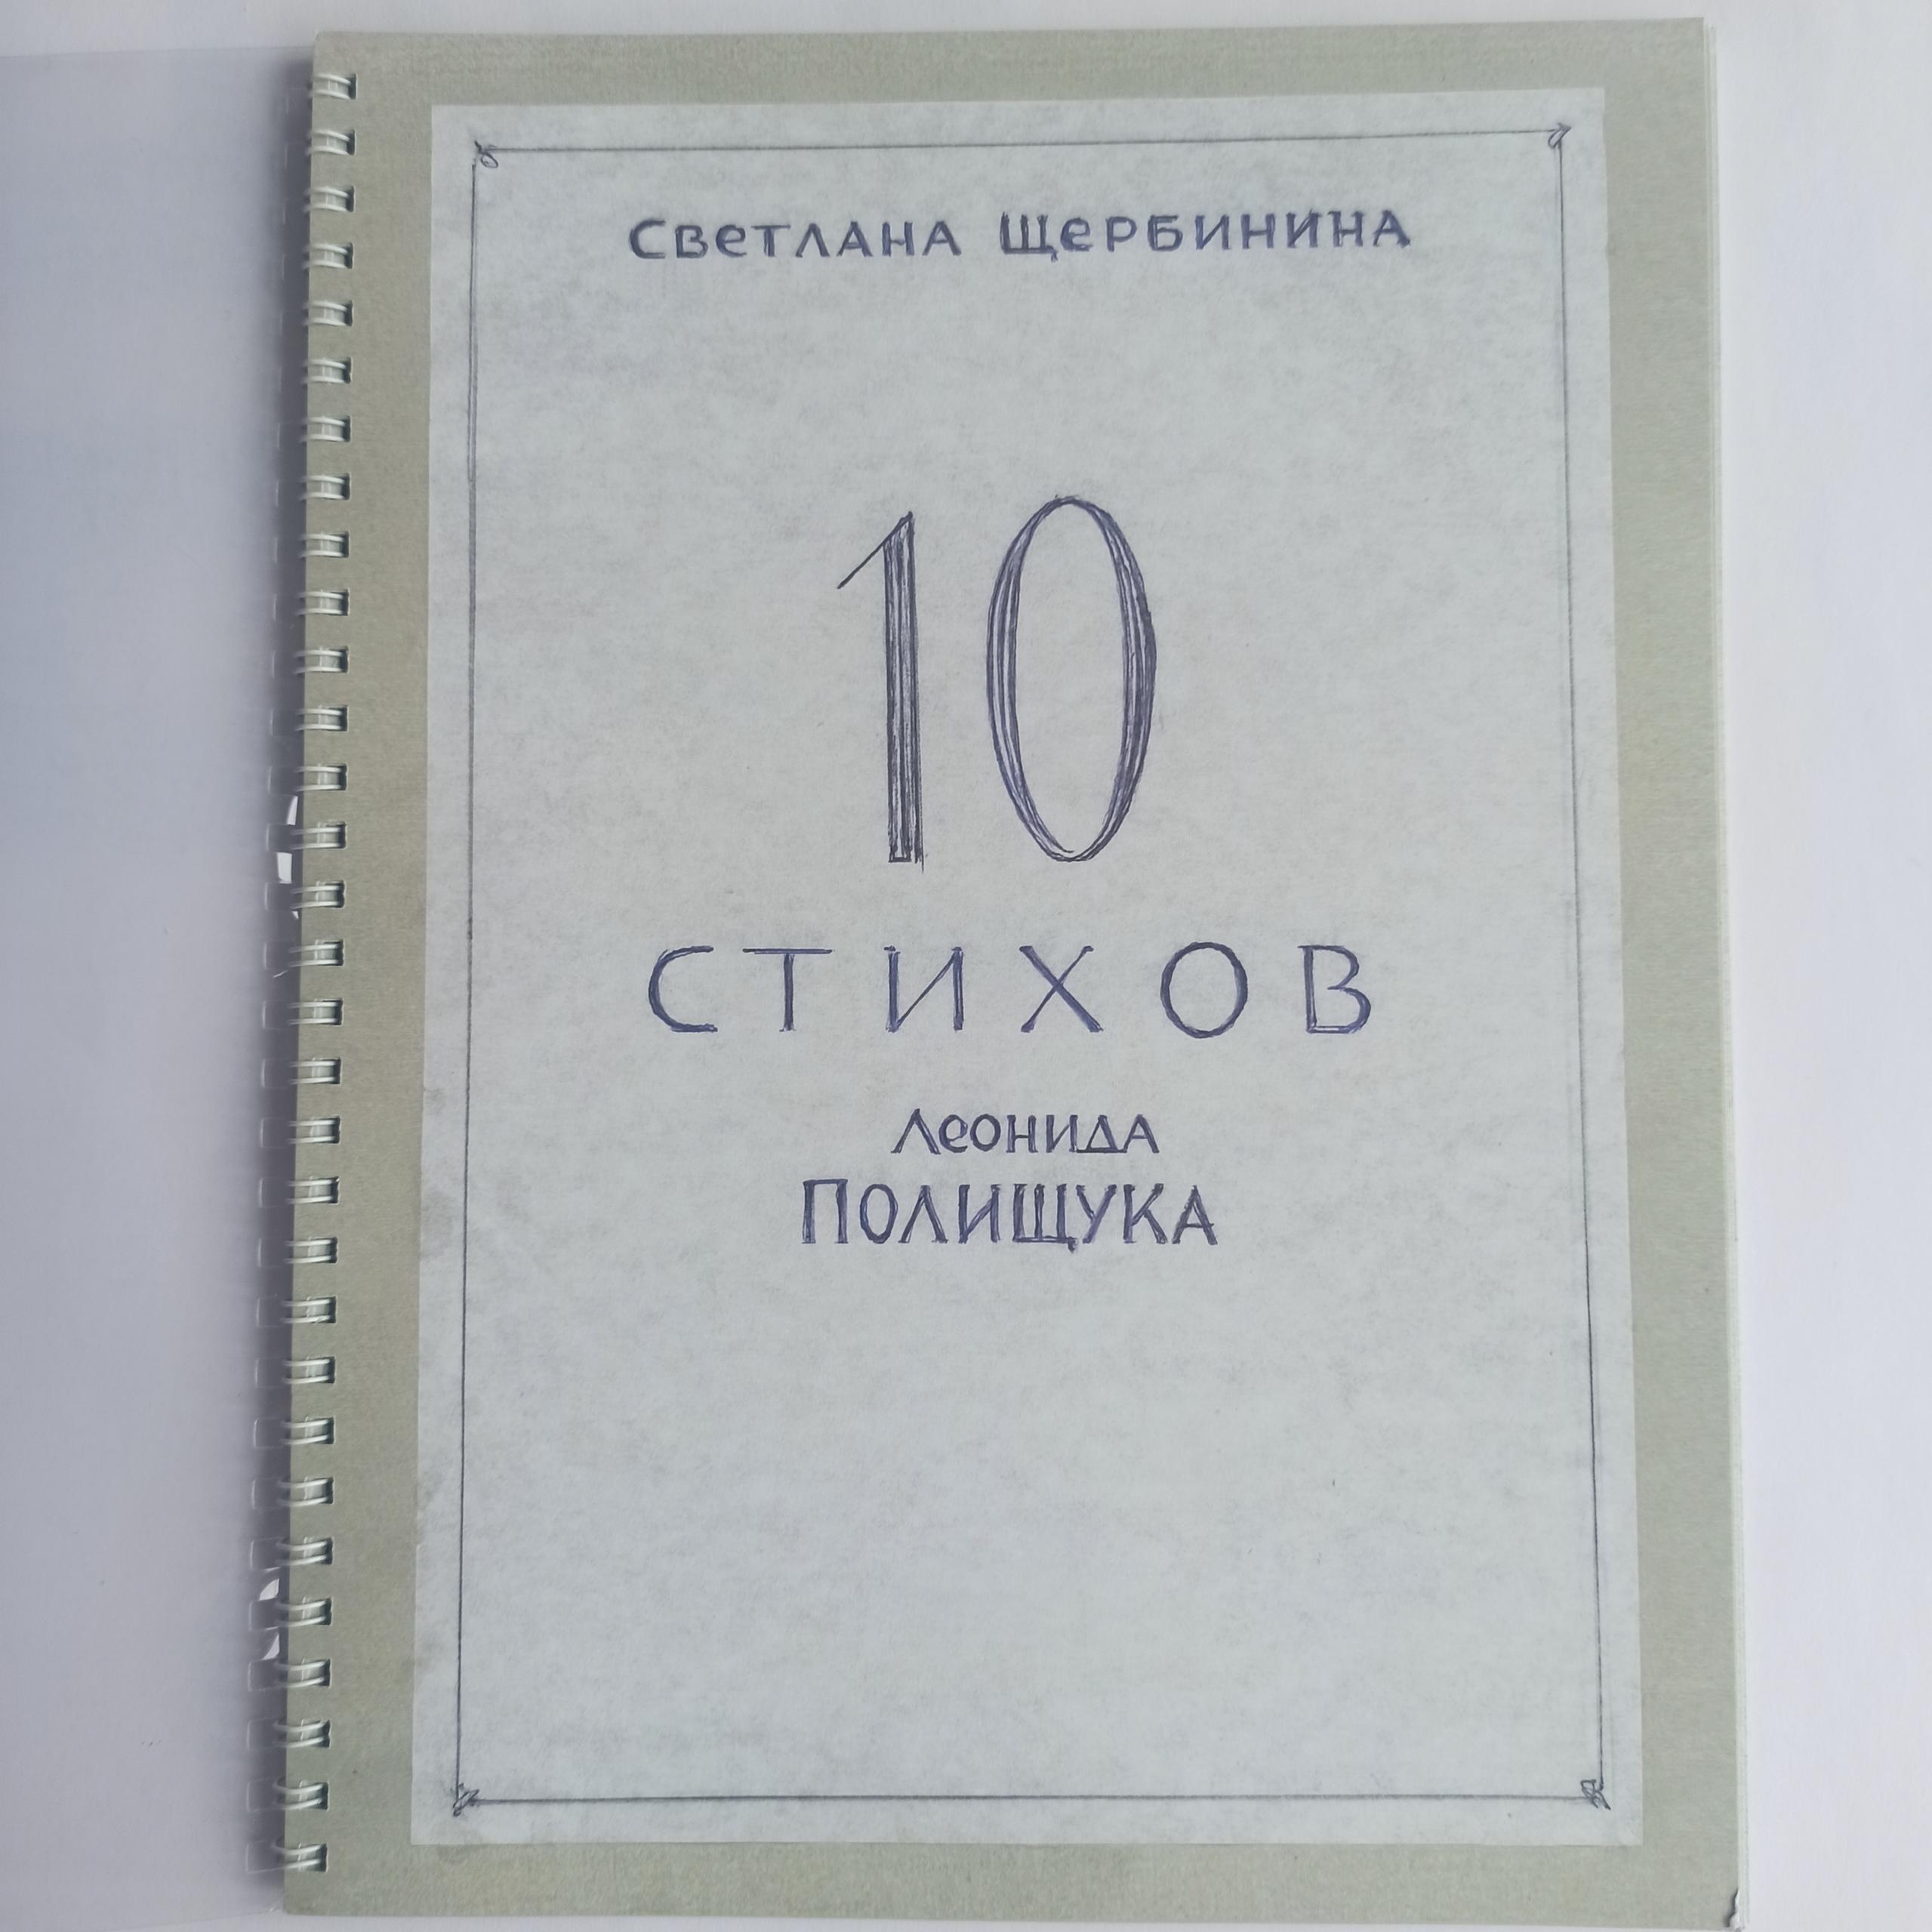 Светлана Щербинина
10
СТИХОВ
Леонида
ПОЛИЩУКА